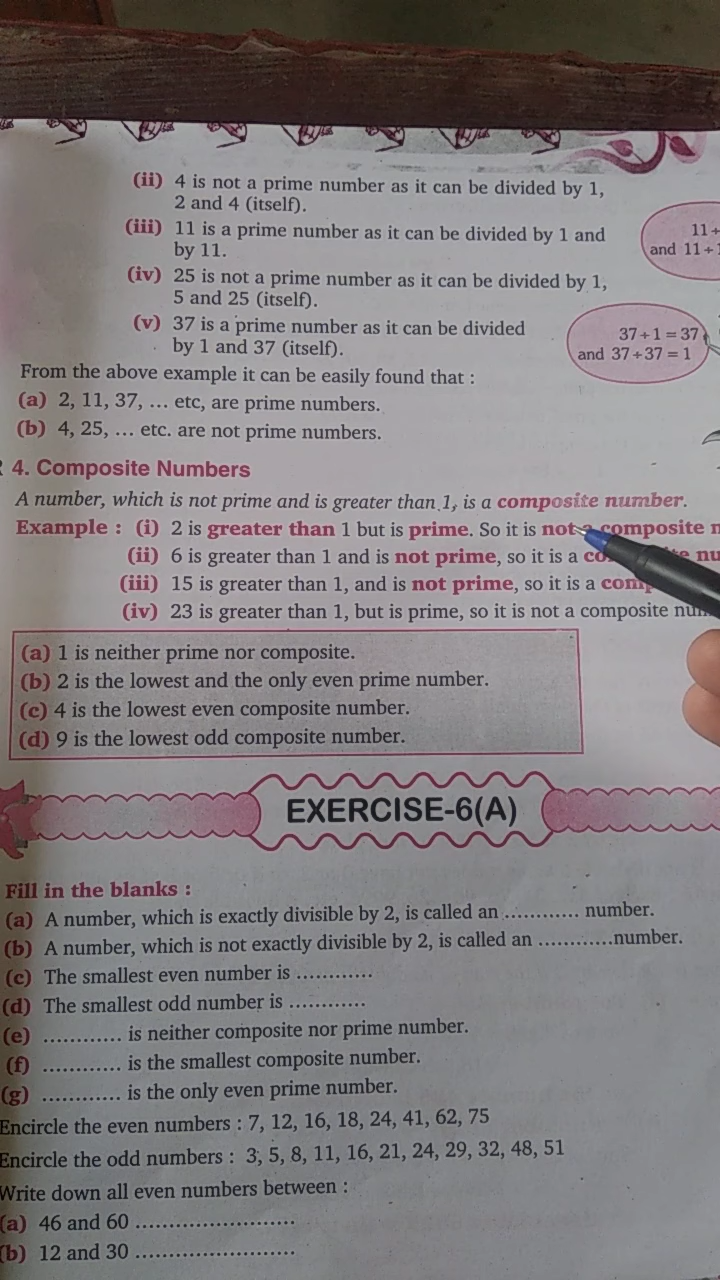 (ii) 4 is not a prime number as it can be divided by 1,
2 and 4 (itself).
(iii) 11 is a prime number as it can be divided by 1 and
by 11.
11 ÷
and 11 ÷
(iv) 25 is not a prime number as it can be divided by 1,
5 and 25 (itself).
(v) 37 is a prime number as it can be divided
by 1 and 37 (itself).
37 ÷ 1 = 37
and 37 ÷ 37 = 1
From the above example it can be easily found that :
(a) 2, 11, 37, ... etc, are prime numbers.
(b) 4, 25, ... etc. are not prime numbers.
4. Composite Numbers
A number, which is not prime and is greater than 1, is a composite number.
Example : (i) 2 is greater than 1 but is prime. So it is not a composite
(ii) 6 is greater than 1 and is not prime, so it is a
(iii) 15 is greater than 1, and is not prime, so it is a
(iv) 23 is greater than 1, but is prime, so it is not a composite
(a) 1 is neither prime nor composite.
(b) 2 is the lowest and the only even prime number.
(c) 4 is the lowest even composite number.
(d) 9 is the lowest odd composite number.
EXERCISE-6(A)
Fill in the blanks :
(a) A number, which is exactly divisible by 2, is called an ............ number.
(b) A number, which is not exactly divisible by 2, is called an ............number.
(c) The smallest even number is ............
(d) The smallest odd number is ............
(e) ............ is neither composite nor prime number.
(f) ............ is the smallest composite number.
(g) ............ is the only even prime number.
Encircle the even numbers : 7, 12, 16, 18, 24, 41, 62, 75
Encircle the odd numbers : 3, 5, 8, 11, 16, 21, 24, 29, 32, 48, 51
Write down all even numbers between :
(a) 46 and 60 .........................
(b) 12 and 30 .........................